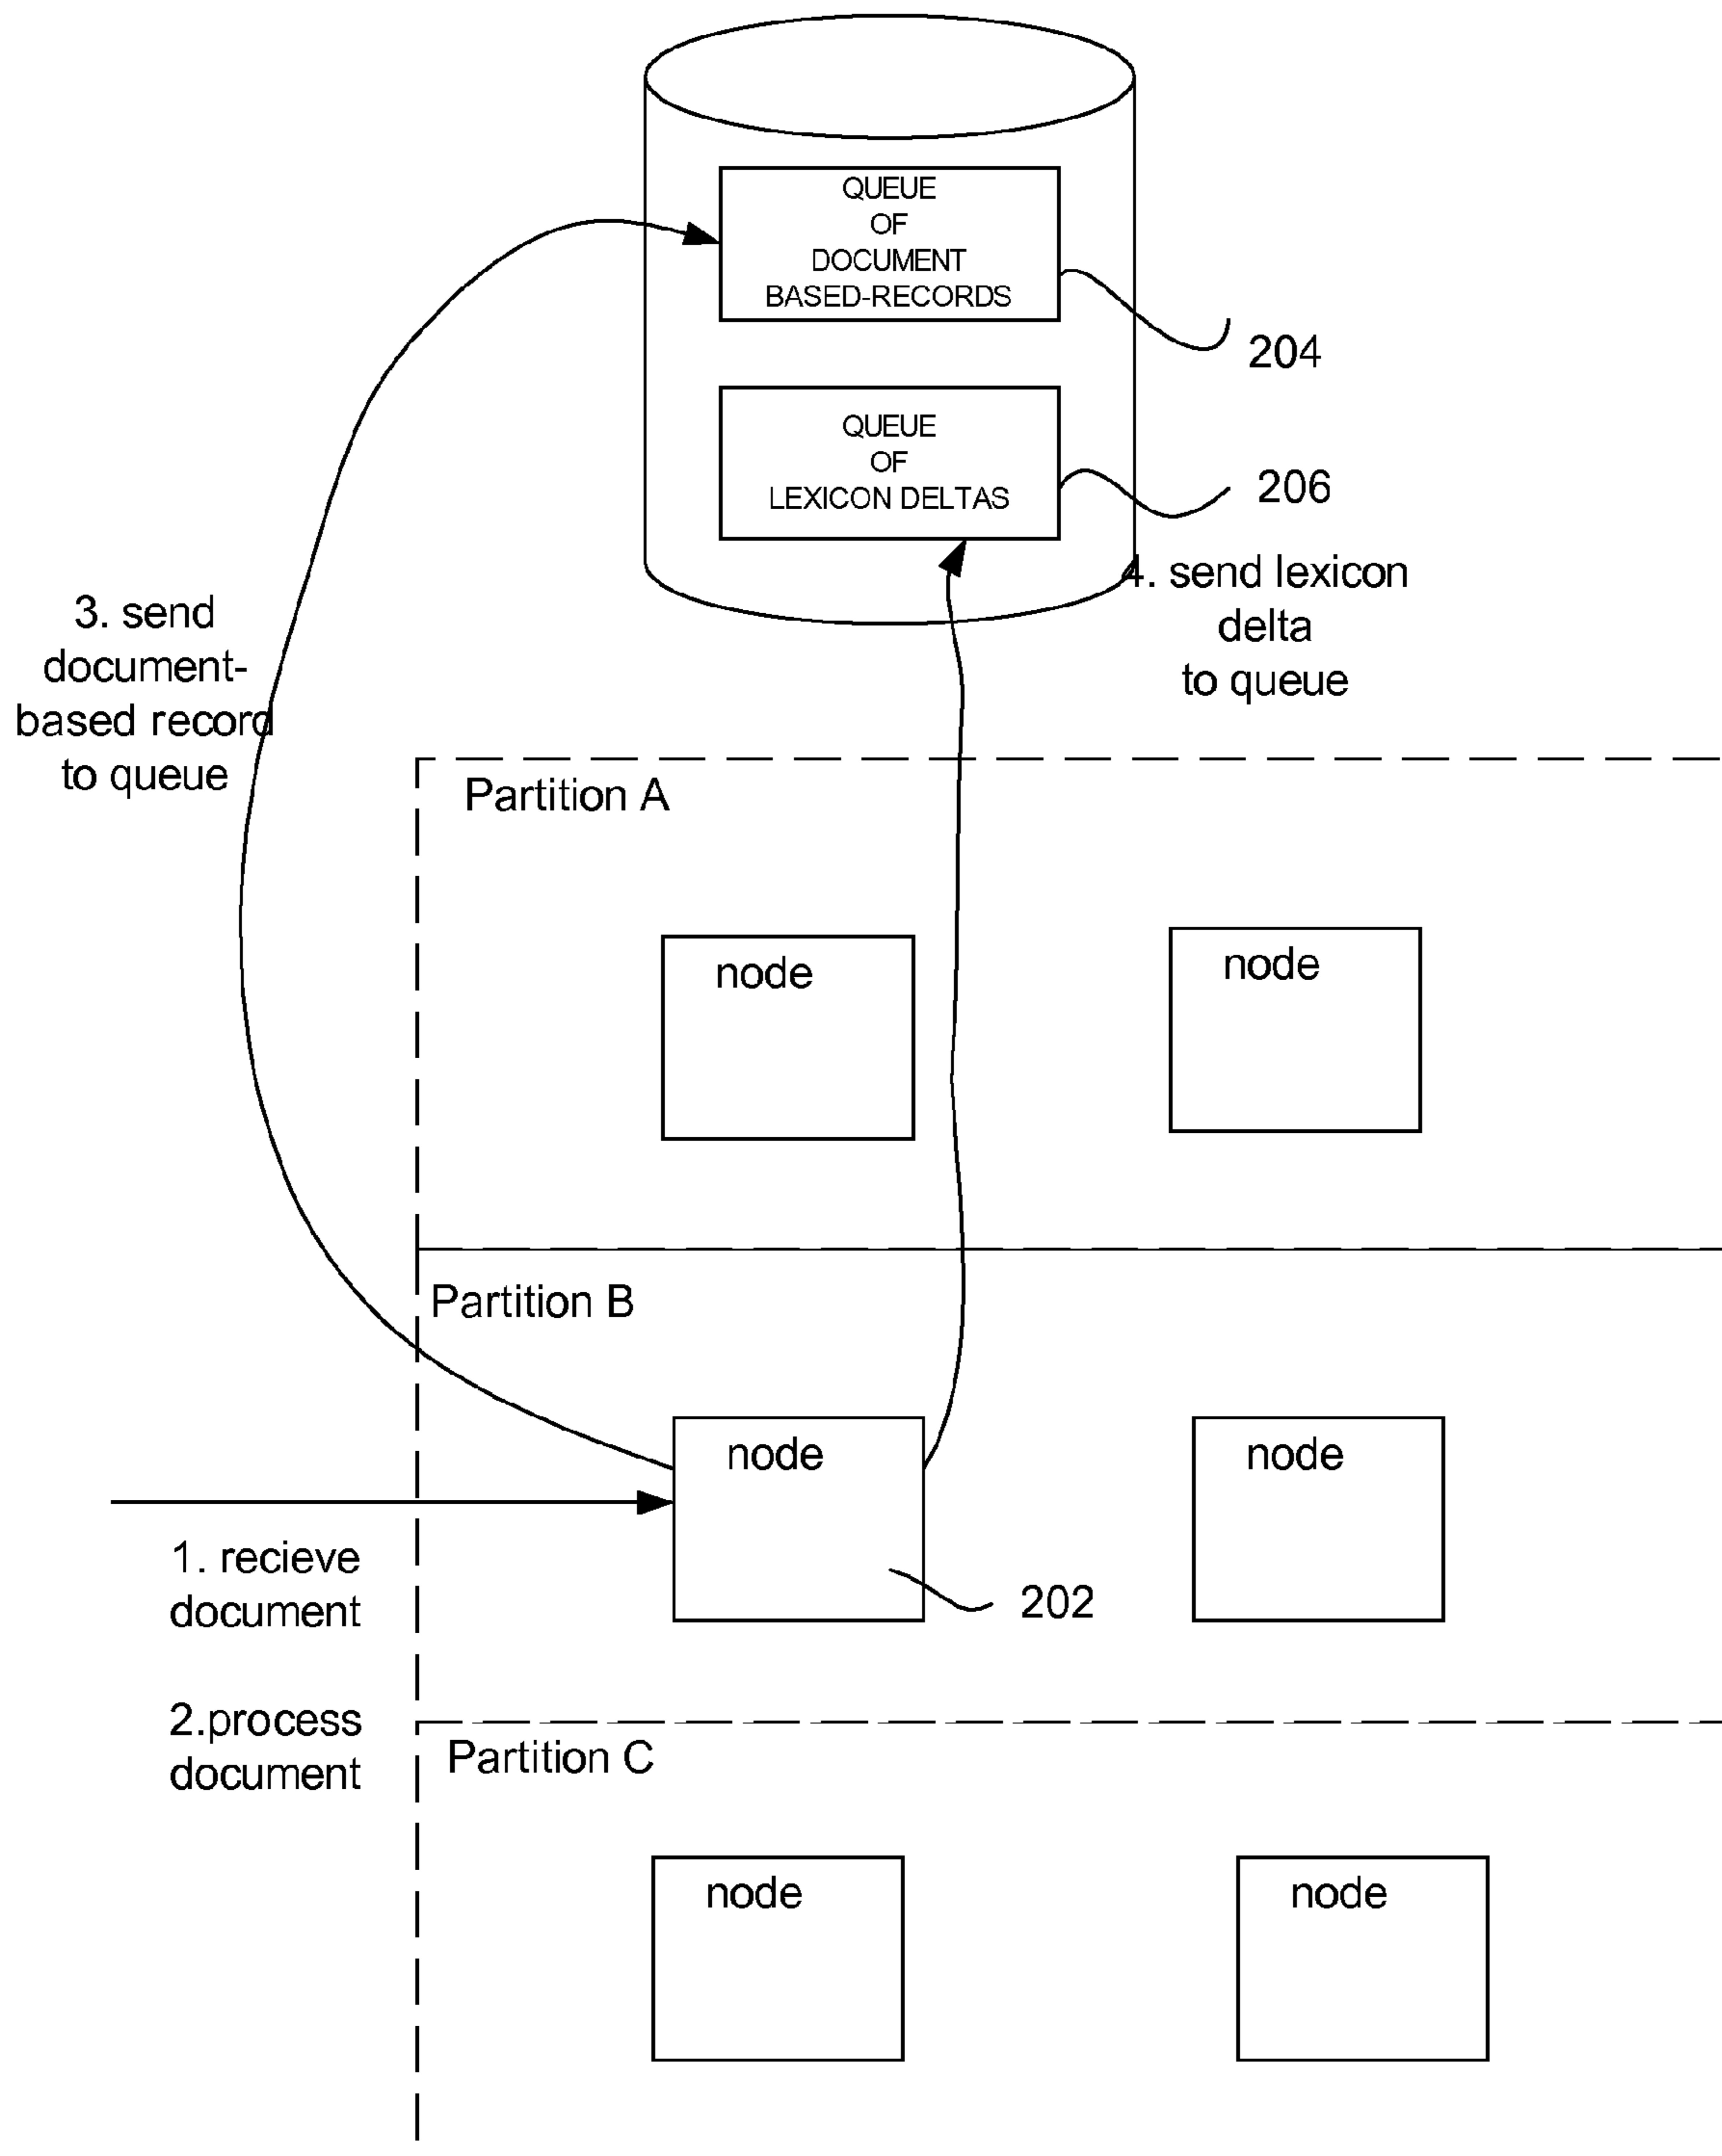 QUEUE
OF
DOCUMENT
BASED-RECORDS
204
QUEUE
OF
LEXICON DELTAS
206
4. send lexicon
delta
to queue
3. send
document-
based record
to queue
Partition A
node
node
Partition B
node
node
1. recieve
document
202
2.process
document
Partition C
node
node